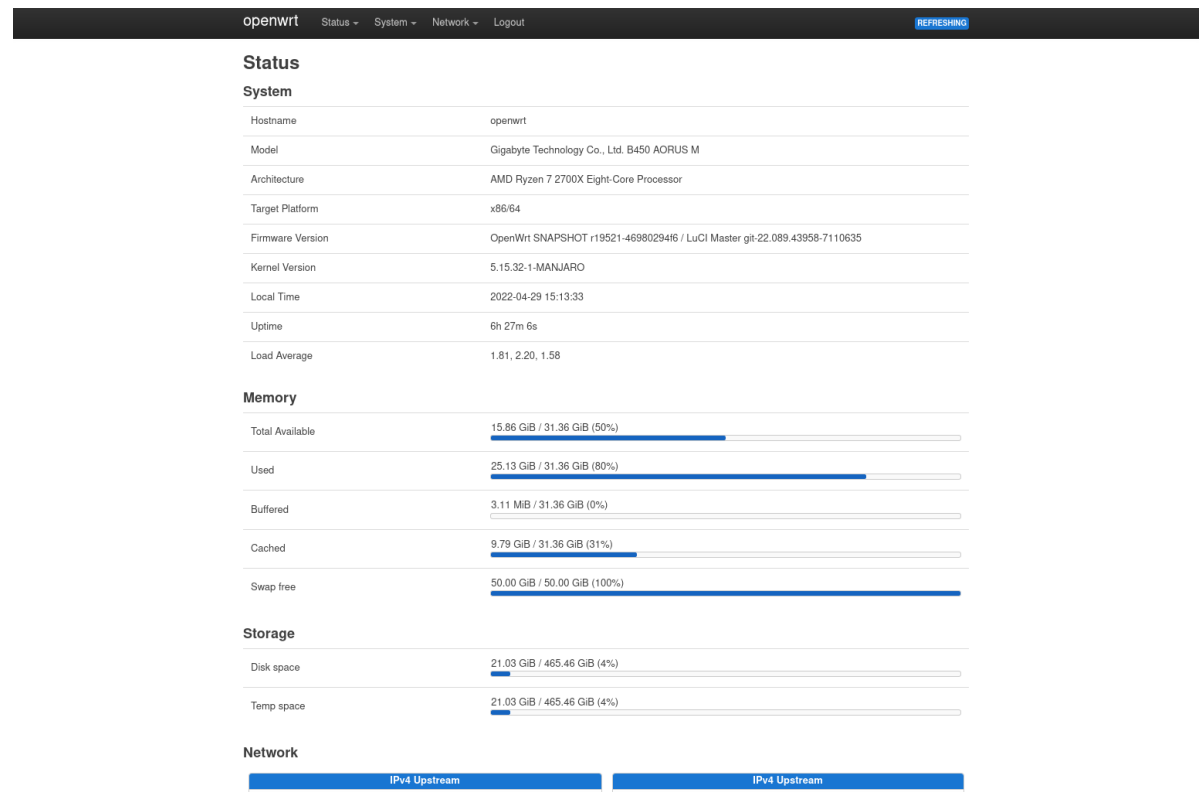 openwrt Status System Network Logout REFRESHING
Status
System
Hostname openwrt
Model Gigabyte Technology Co., Ltd. B450 AORUS M
Architecture AMD Ryzen 7 2700X Eight-Core Processor
Target Platform x86/64
Firmware Version OpenWrt SNAPSHOT r19521-46980294f6 / LuCI Master git-22.089.43958-7110635
Kernel Version 5.15.32-1-MANJARO
Local Time 2022-04-29 15:13:33
Uptime 6h 27m 6s
Load Average 1.81, 2.20, 1.58
Memory
Total Available 15.86 GiB / 31.36 GiB (50%)
Used 25.13 GiB / 31.36 GiB (80%)
Buffered 3.11 MiB / 31.36 GiB (0%)
Cached 9.79 GiB / 31.36 GiB (31%)
Swap free 50.00 GiB / 50.00 GiB (100%)
Storage
Disk space 21.03 GiB / 465.46 GiB (4%)
Temp space 21.03 GiB / 465.46 GiB (4%)
Network
IPv4 Upstream IPv4 Upstream